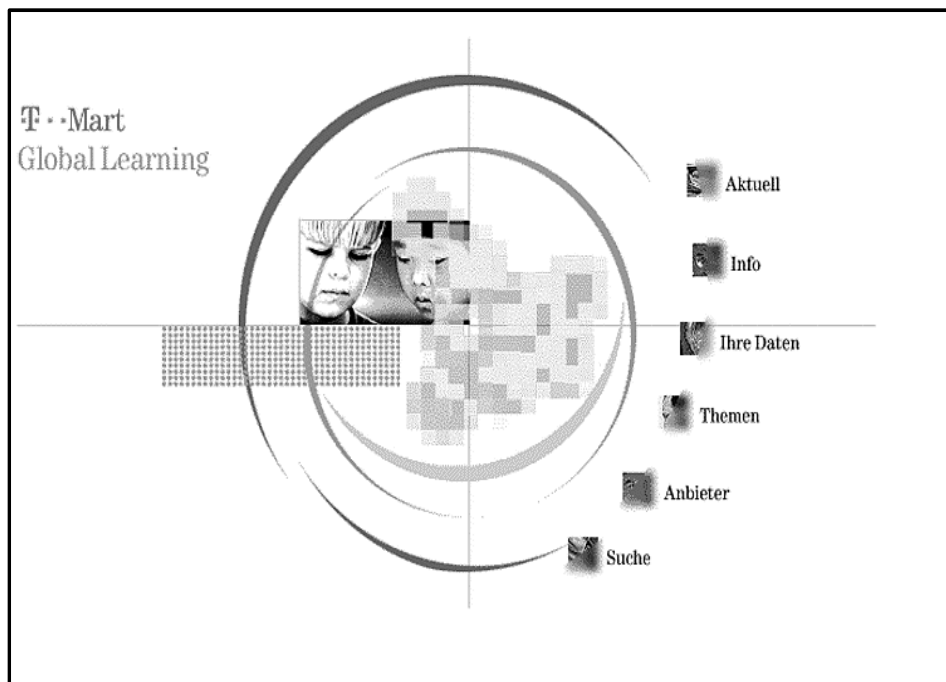 T··Mart
Global Learning
Aktuell
Info
Ihre Daten
Themen
Anbieter
Suche